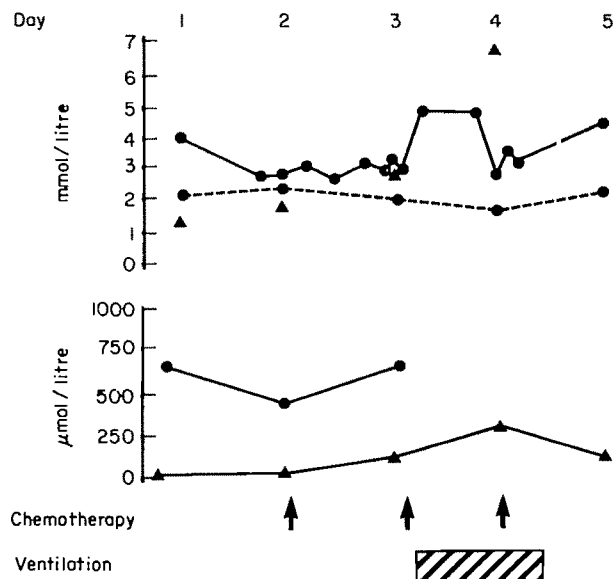 Day 1 2 3 4 5
7
6
5
4
3
2
1
0
mmol/litre
1000
750
500
250
0
µmol/litre
Chemotherapy
Ventilation